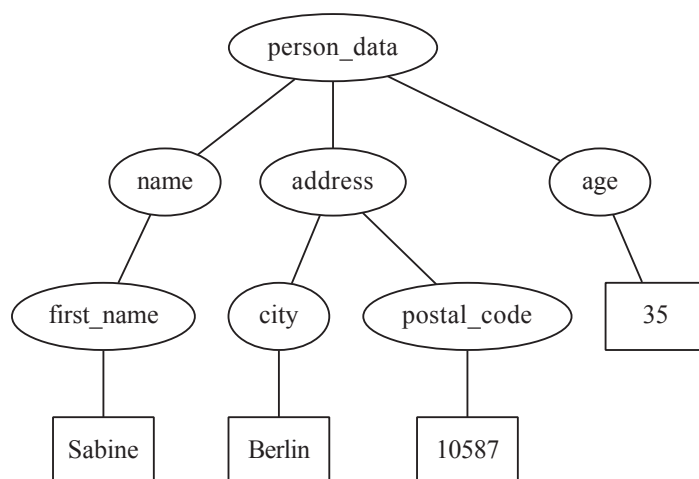 person_data
name address age
first_name city postal_code 35
Sabine Berlin 10587